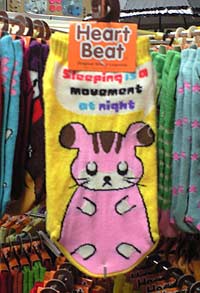 Heart
Beat
Sleeping is a
movement
at night